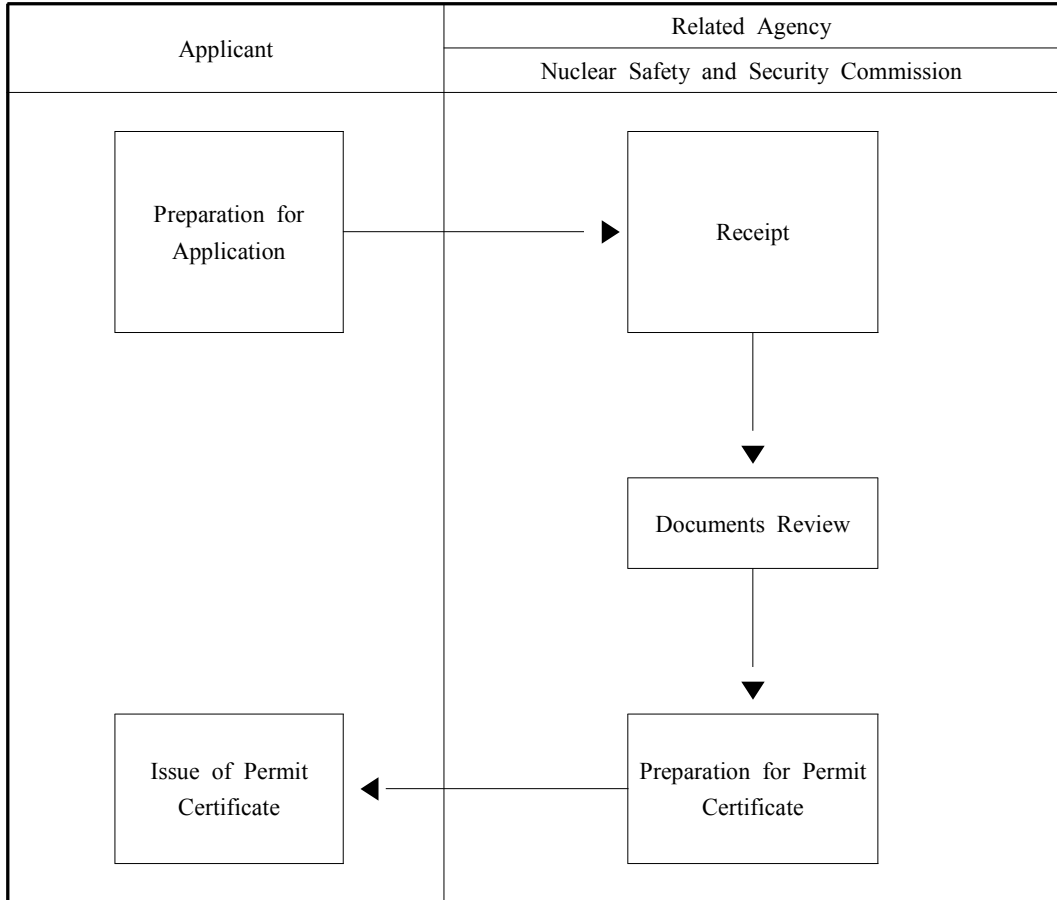 Applicant
Related Agency
Nuclear Safety and Security Commission
Preparation for
Application
Receipt
Documents Review
Issue of Permit
Certificate
Preparation for Permit
Certificate